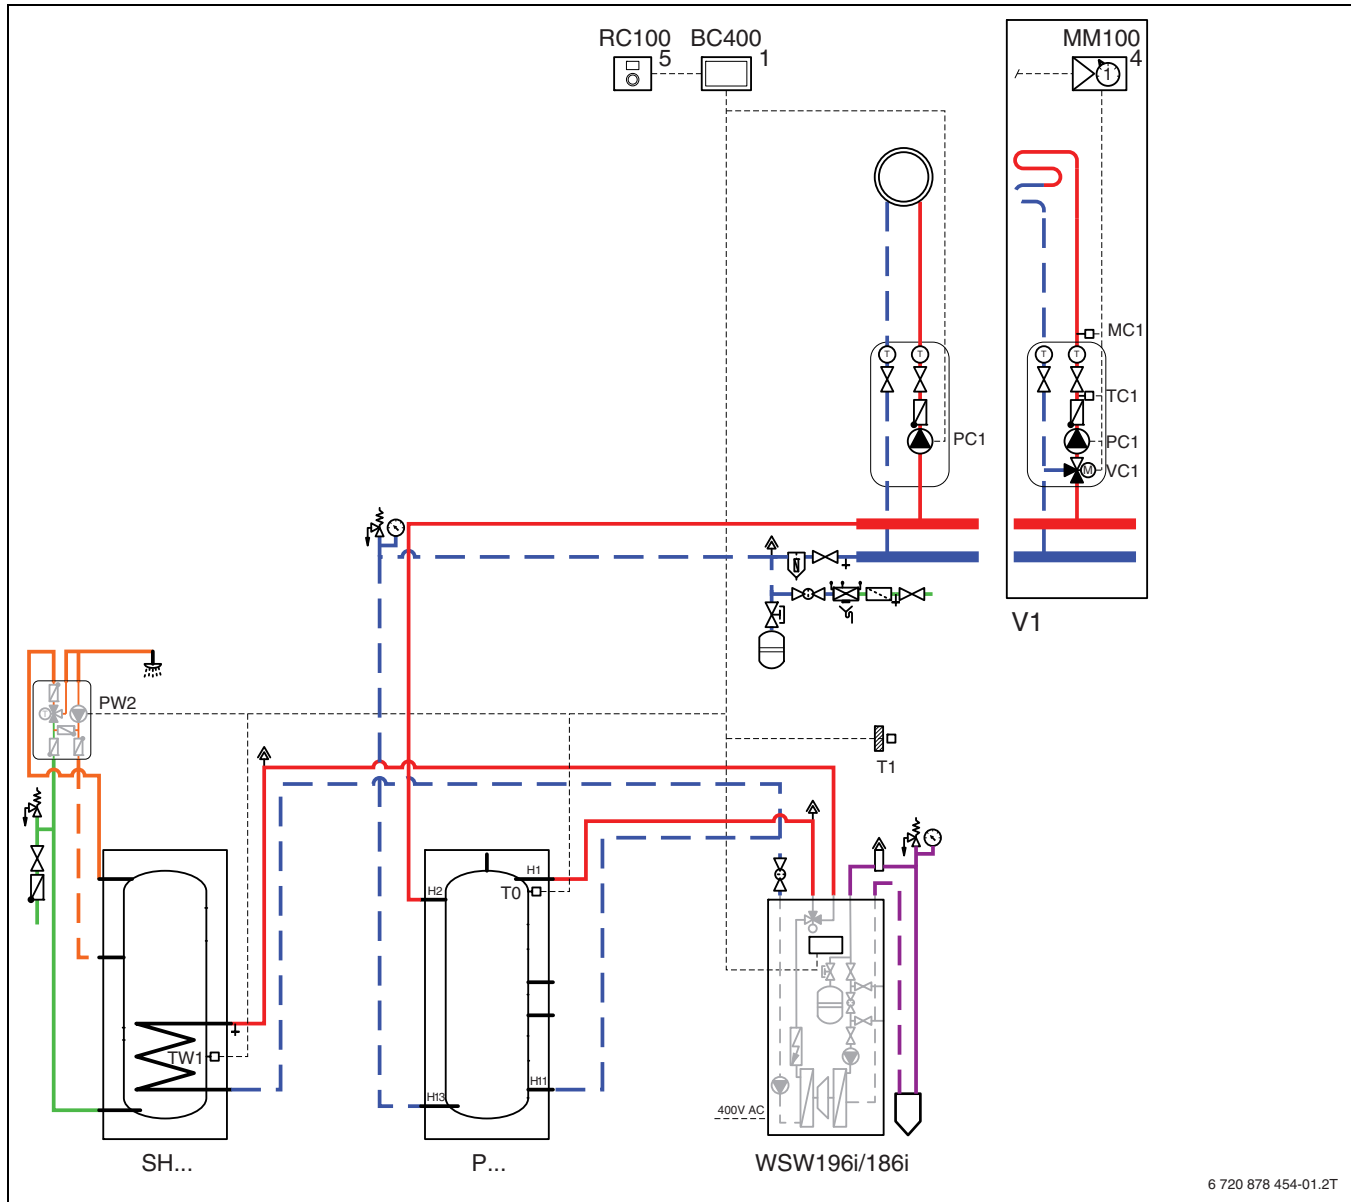 RC100 BC400 MM100
5 1 4
1
MC1
T T T T
TC1
PC1 PC1
M VC1
V1
PW2
T
T1
H1
H2 T0
TW1
H13 H11
400V AC
SH... P... WSW196i/186i
6 720 878 454-01.2T